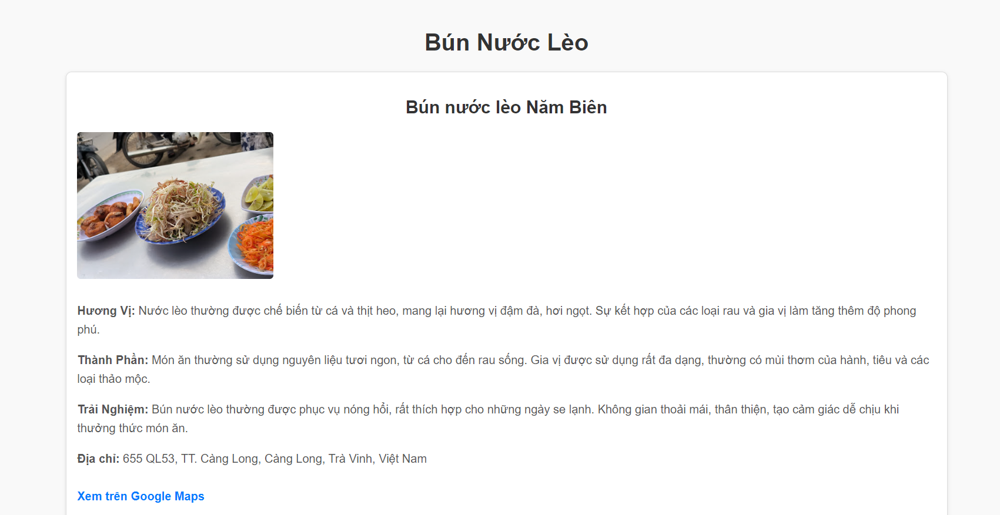 Bún Nước Lèo
Bún nước lèo Năm Biên
Hương Vị: Nước lèo thường được chế biến từ cá và thịt heo, mang lại hương vị đậm đà, hơi ngọt. Sự kết hợp của các loại rau và gia vị làm tăng thêm độ phong
phú.
Thành Phần: Món ăn thường sử dụng nguyên liệu tươi ngon, từ cá cho đến rau sống. Gia vị được sử dụng rất đa dạng, thường có mùi thơm của hành, tiêu và các
loại thảo mộc.
Trải Nghiệm: Bún nước lèo thường được phục vụ nóng hổi, rất thích hợp cho những ngày se lạnh. Không gian thoải mái, thân thiện, tạo cảm giác dễ chịu khi
thưởng thức món ăn.
Địa chỉ: 655 QL53, TT. Càng Long, Càng Long, Trà Vinh, Việt Nam
Xem trên Google Maps